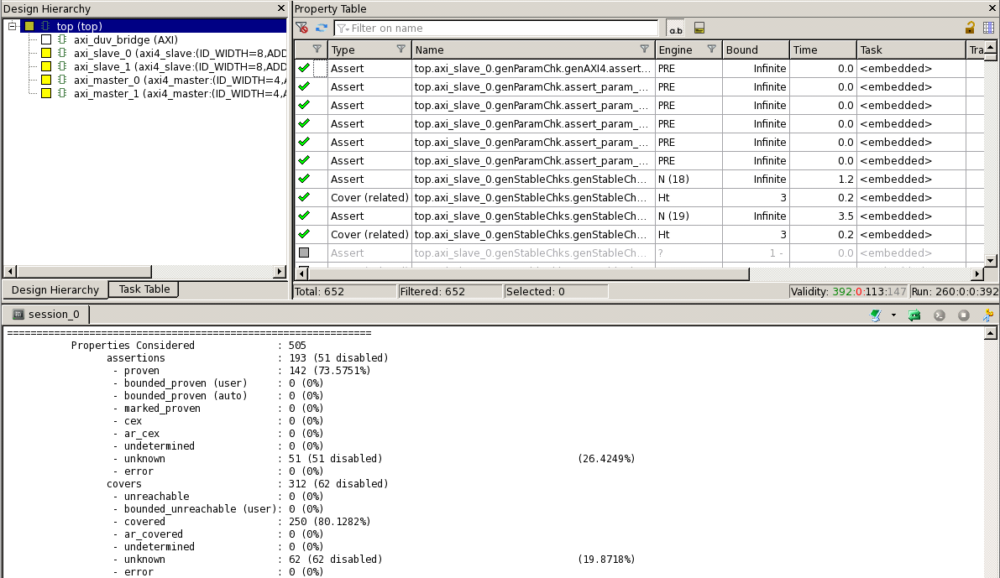 Design Hierarchy
top (top)
axi_duv_bridge (AXI)
axi_slave_0 (axi4_slave:(ID_WIDTH=8,ADD
axi_slave_1 (axi4_slave:(ID_WIDTH=8,ADD
axi_master_0 (axi4_master:(ID_WIDTH=4,A
axi_master_1 (axi4_master:(ID_WIDTH=4,A
Design Hierarchy Task Table
Property Table
Filter on name a.b
Type Name Engine Bound Time Task Tra
Assert top.axi_slave_0.genParamChk.genAXI4.assert... PRE Infinite 0.0 <embedded>
Assert top.axi_slave_0.genParamChk.assert_param_... PRE Infinite 0.0 <embedded>
Assert top.axi_slave_0.genParamChk.assert_param_... PRE Infinite 0.0 <embedded>
Assert top.axi_slave_0.genParamChk.assert_param_... PRE Infinite 0.0 <embedded>
Assert top.axi_slave_0.genParamChk.assert_param_... PRE Infinite 0.0 <embedded>
Assert top.axi_slave_0.genParamChk.assert_param_... PRE Infinite 0.0 <embedded>
Assert top.axi_slave_0.genStableChks.genStableCh... N (18) Infinite 1.2 <embedded>
Cover (related) top.axi_slave_0.genStableChks.genStableCh... Ht 3 0.2 <embedded>
Assert top.axi_slave_0.genStableChks.genStableCh... N (19) Infinite 3.5 <embedded>
Cover (related) top.axi_slave_0.genStableChks.genStableCh... Ht 3 0.2 <embedded>
Assert top.axi_slave_0.genStableChks.genStableCh... ? 1 - 0.0 <embedded>
Total: 652 Filtered: 652 Selected: 0 Validity: 392:0:113:147 Run: 260:0:0:392
session_0
==============================================================
Properties Considered : 505
assertions : 193 (51 disabled)
- proven : 142 (73.5751%)
- bounded_proven (user) : 0 (0%)
- bounded_proven (auto) : 0 (0%)
- marked_proven : 0 (0%)
- cex : 0 (0%)
- ar_cex : 0 (0%)
- undetermined : 0 (0%)
- unknown : 51 (51 disabled) (26.4249%)
- error : 0 (0%)
covers : 312 (62 disabled)
- unreachable : 0 (0%)
- bounded_unreachable (user): 0 (0%)
- covered : 250 (80.1282%)
- ar_covered : 0 (0%)
- undetermined : 0 (0%)
- unknown : 62 (62 disabled) (19.8718%)
- error : 0 (0%)